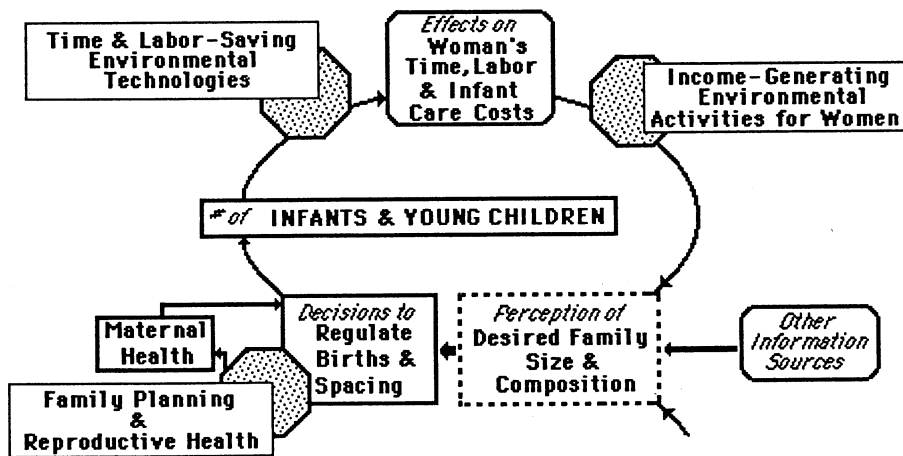 Time & Labor-Saving
Environmental
Technologies
Effects on
Woman's
Time, Labor
& Infant
Care Costs
Income-Generating
Environmental
Activities for Women
# of INFANTS & YOUNG CHILDREN
Maternal
Health
Decisions to
Regulate
Births &
Spacing
Perception of
Desired Family
Size &
Composition
Other
Information
Sources
Family Planning
&
Reproductive Health